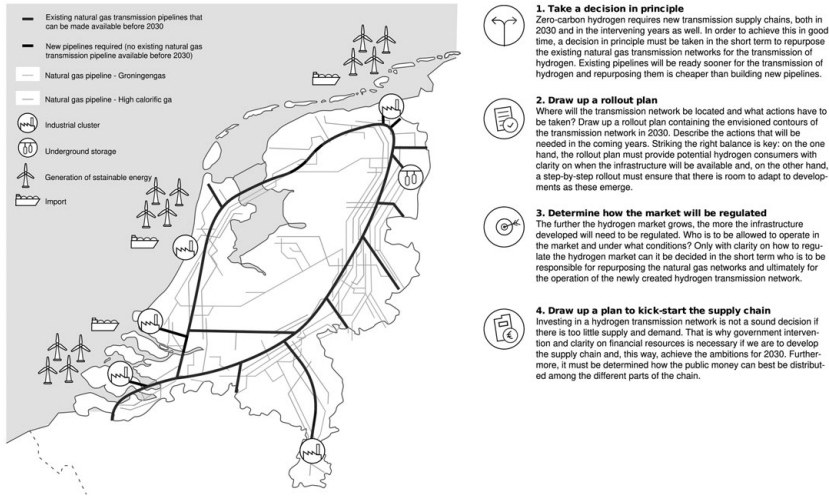 Existing natural gas transmission pipelines that
can be made available before 2030
New pipelines required (no existing natural gas
transmission pipeline available before 2030)
Natural gas pipeline - Groningengas
Natural gas pipeline - High calorific ga
Industrial cluster
Underground storage
Generation of sstainable energy
Import
1. Take a decision in principle
Zero-carbon hydrogen requires new transmission supply chains, both in
2030 and in the intervening years as well. In order to achieve this in good
time, a decision in principle must be taken in the short term to repurpose
the existing natural gas transmission networks for the transmission of
hydrogen. Existing pipelines will be ready sooner for the transmission of
hydrogen and repurposing them is cheaper than building new pipelines.
2. Draw up a rollout plan
Where will the transmission network be located and what actions have to
be taken? Draw up a rollout plan containing the envisioned contours of
the transmission network in 2030. Describe the actions that will be
needed in the coming years. Striking the right balance is key: on the one
hand, the rollout plan must provide potential hydrogen consumers with
clarity on when the infrastructure will be available and, on the other hand,
a step-by-step rollout must ensure that there is room to adapt to develop-
ments as these emerge.
3. Determine how the market will be regulated
The further the hydrogen market grows, the more the infrastructure
developed will need to be regulated. Who is to be allowed to operate in
the market and under what conditions? Only with clarity on how to regu-
late the hydrogen market can it be decided in the short term who is to be
responsible for repurposing the natural gas networks and ultimately for
the operation of the newly created hydrogen transmission network.
4. Draw up a plan to kick-start the supply chain
Investing in a hydrogen transmission network is not a sound decision if
there is too little supply and demand. That is why government interven-
tion and clarity on financial resources is necessary if we are to develop
the supply chain and, this way, achieve the ambitions for 2030. Further-
more, it must be determined how the public money can best be distribut-
ed among the different parts of the chain.